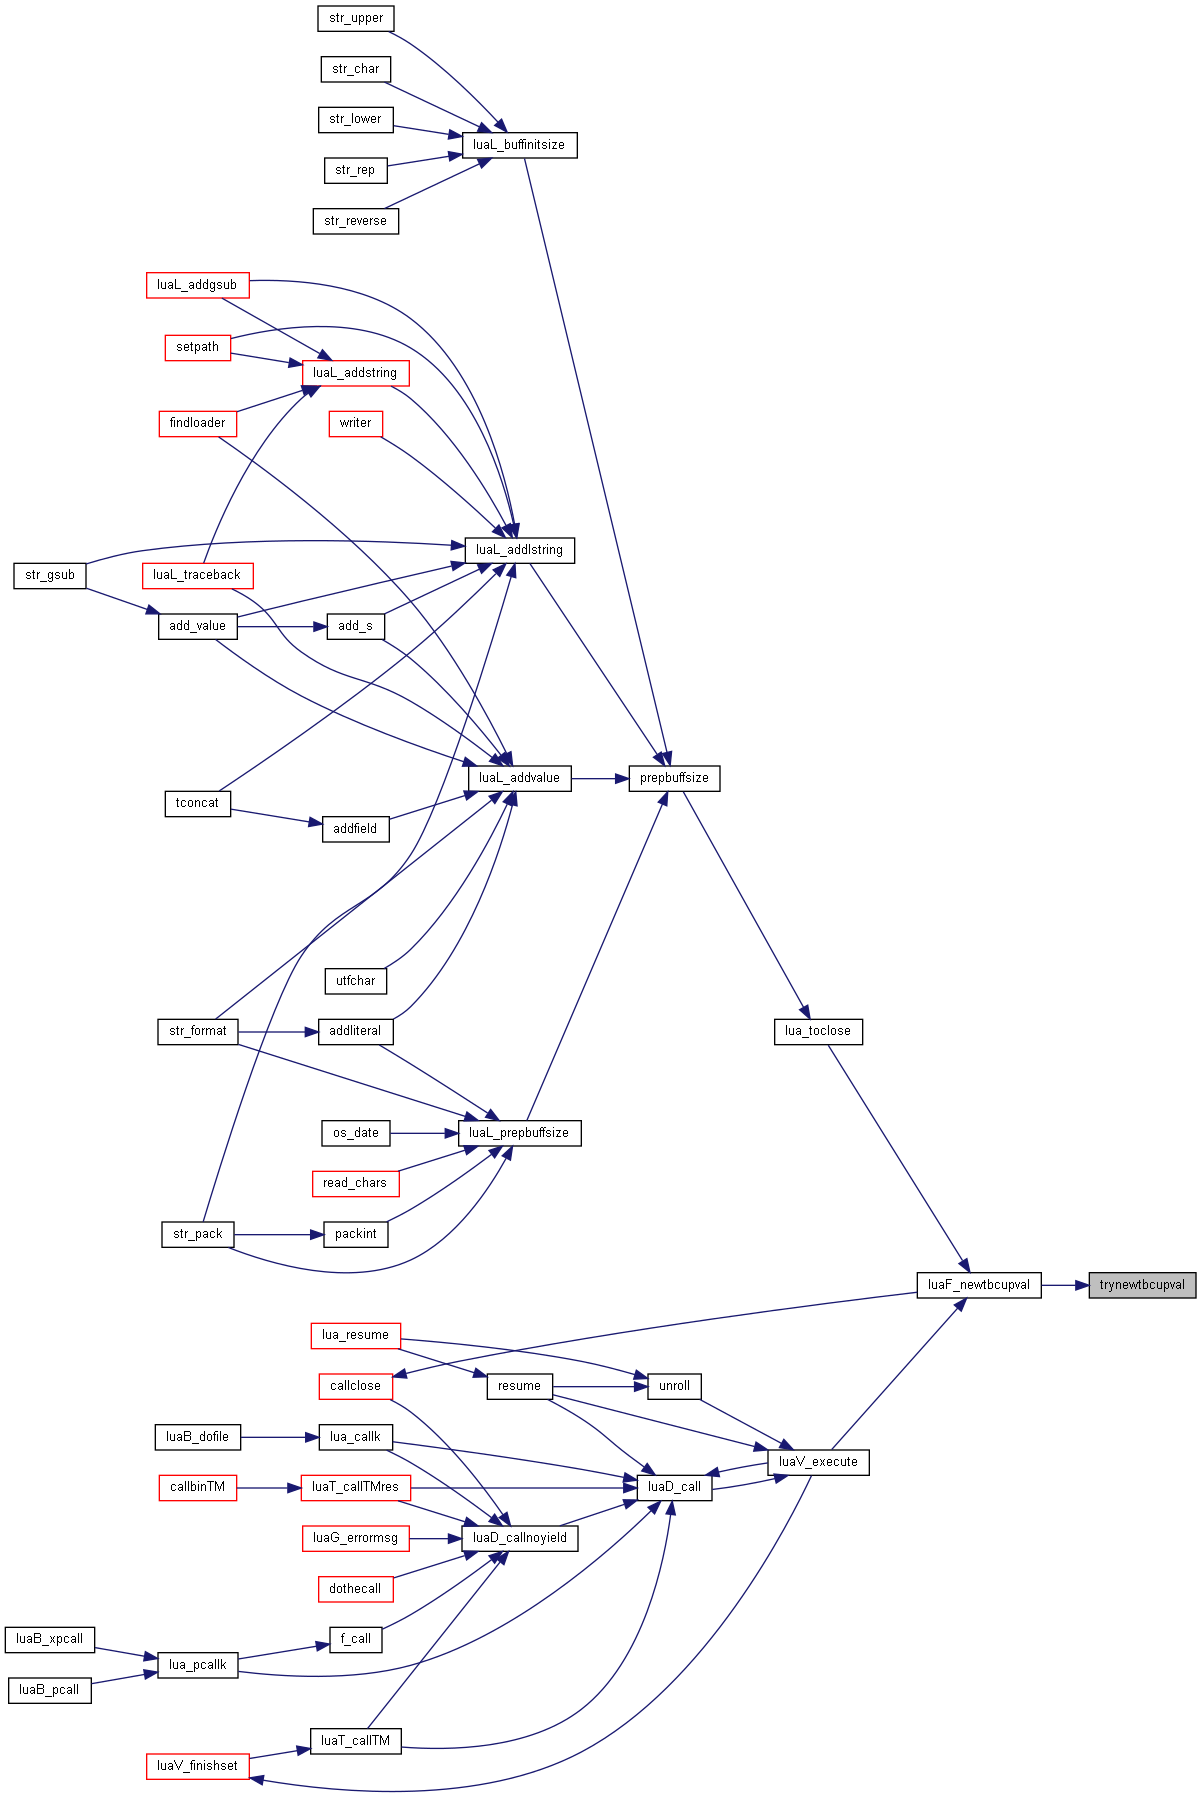 str_upper
str_char
str_lower
luaL_buffinitsize
str_rep
str_reverse
luaL_addgsub
setpath
luaL_addstring
findloader
writer
luaL_addlstring
str_gsub
luaL_traceback
add_value
add_s
luaL_addvalue
prepbuffsize
tconcat
addfield
utfchar
str_format
addliteral
lua_toclose
os_date
luaL_prepbuffsize
read_chars
str_pack
packint
luaF_newtbcupval
trynewtbcupval
lua_resume
callclose
resume
unroll
luaB_dofile
lua_callk
luaV_execute
callbinTM
luaT_callTMres
luaD_call
luaG_errormsg
luaD_callnoyield
dothecall
luaB_xpcall
f_call
lua_pcallk
luaB_pcall
luaT_callTM
luaV_finishset